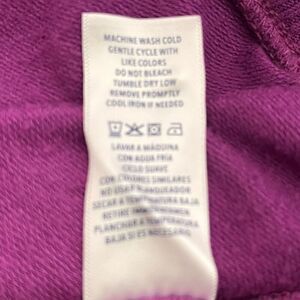 MACHINE WASH COLD
GENTLE CYCLE WITH
LIKE COLORS
DO NOT BLEACH
TUMBLE DRY LOW
REMOVE PROMPTLY
COOL IRON IF NEEDED
LAVAR A MÁQUINA
CON AGUA FRÍA
CICLO SUAVE
CON COLORES SIMILARES
NO USAR BLANQUEADOR
SECAR A TEMPERATURA BAJA
RETIRE
PLANCHAR A TEMPERATURA
BAJA SI ES NECESARIO